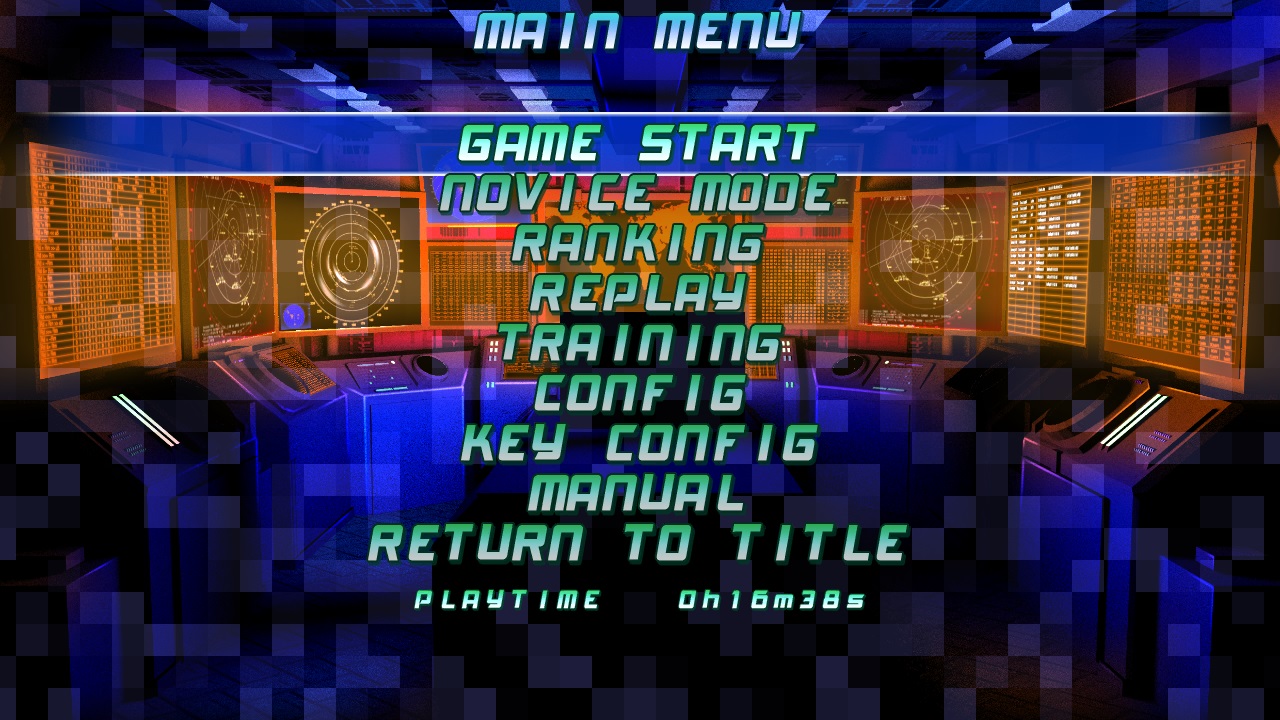 MAIN MENU
GAME START
NOVICE MODE
RANKING
REPLAY
TRAINING
CONFIG
KEY CONFIG
MANUAL
RETURN TO TITLE
PLAYTIME 0h16m38s